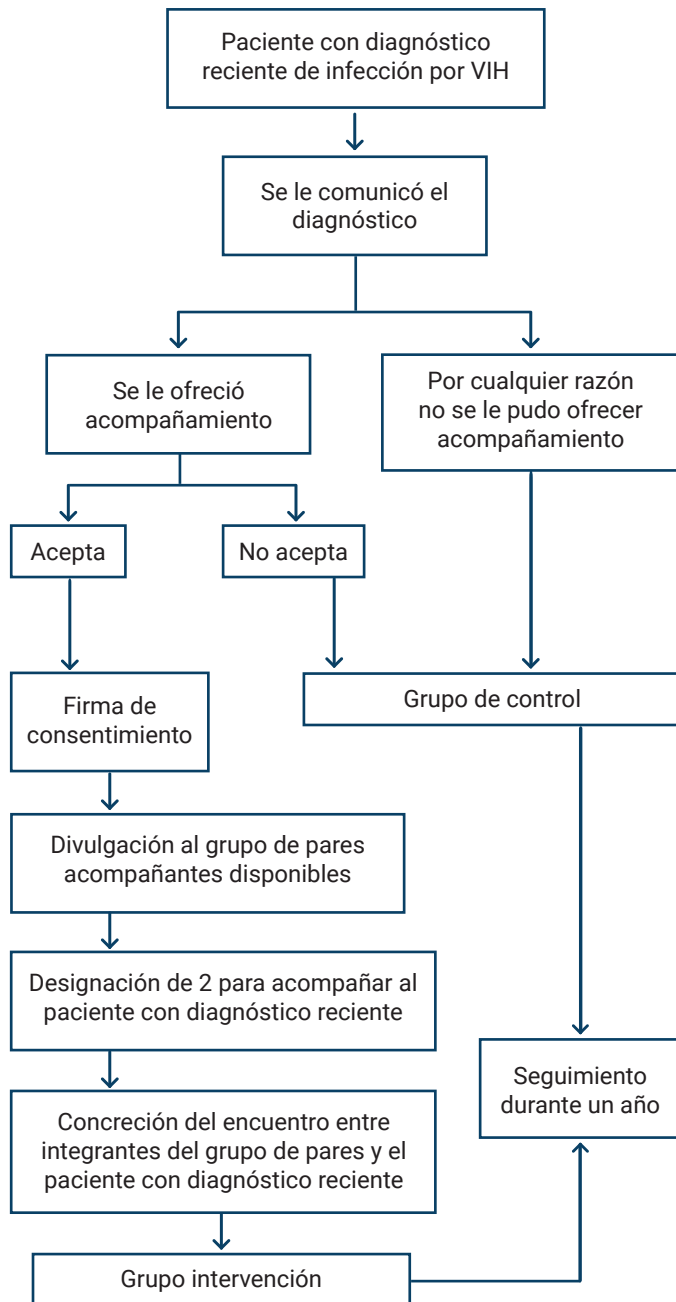 Paciente con diagnóstico
reciente de infección por VIH
Se le comunicó el
diagnóstico
Se le ofreció
acompañamiento
Por cualquier razón
no se le pudo ofrecer
acompañamiento
Acepta
No acepta
Firma de
consentimiento
Grupo de control
Divulgación al grupo de pares
acompañantes disponibles
Designación de 2 para acompañar al
paciente con diagnóstico reciente
Concreción del encuentro entre
integrantes del grupo de pares y el
paciente con diagnóstico reciente
Seguimiento
durante un año
Grupo intervención